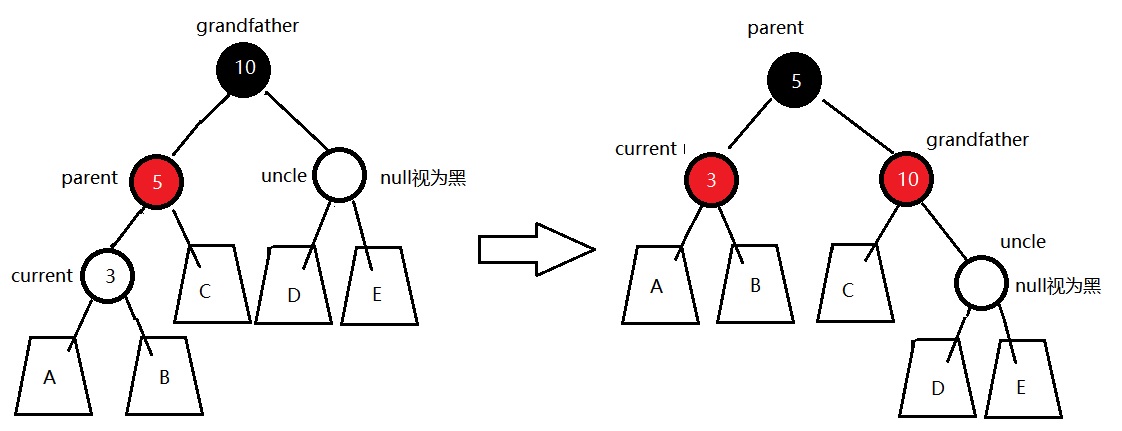 grandfather
10
parent
5
uncle
null视为黑
current
3
C
D
E
A
B
parent
5
current
3
grandfather
10
A
B
C
uncle
null视为黑
D
E